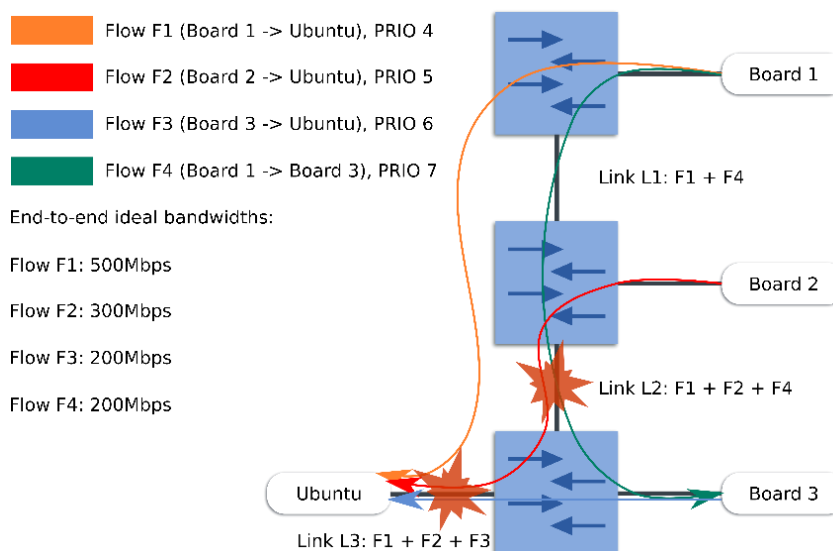 Flow F1 (Board 1 -> Ubuntu), PRIO 4
Flow F2 (Board 2 -> Ubuntu), PRIO 5
Flow F3 (Board 3 -> Ubuntu), PRIO 6
Flow F4 (Board 1 -> Board 3), PRIO 7
End-to-end ideal bandwidths:
Flow F1: 500Mbps
Flow F2: 300Mbps
Flow F3: 200Mbps
Flow F4: 200Mbps
Board 1
Link L1: F1 + F4
Board 2
Link L2: F1 + F2 + F4
Ubuntu
Board 3
Link L3: F1 + F2 + F3